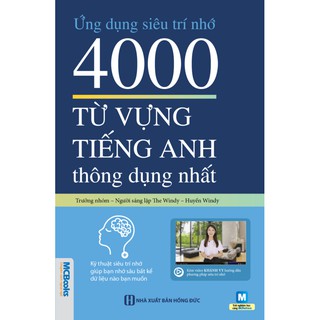 Ứng dụng siêu trí nhớ
4000
TỪ VỰNG
TIẾNG ANH
thông dụng nhất
Trưởng nhóm – Người sáng lập The Windy – Huyền Windy
Kỹ thuật siêu trí nhớ
giúp bạn nhớ sâu bất kể
dữ liệu nào bạn muốn
MCBooks
NHÀ XUẤT BẢN HỒNG ĐỨC